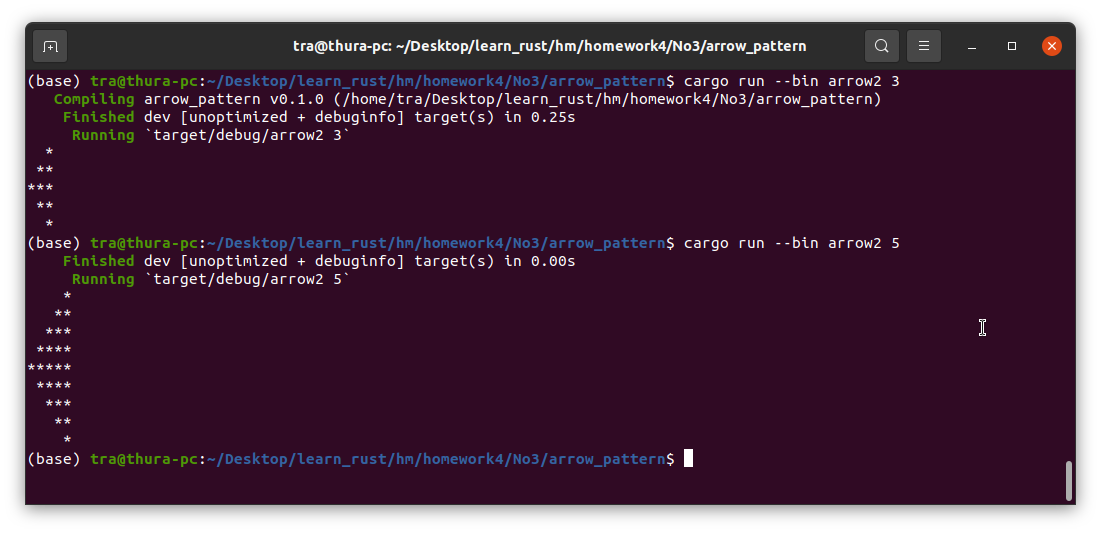 tra@thura-pc: ~/Desktop/learn_rust/hm/homework4/No3/arrow_pattern
(base) tra@thura-pc:~/Desktop/learn_rust/hm/homework4/No3/arrow_pattern$ cargo run --bin arrow2 3
   Compiling arrow_pattern v0.1.0 (/home/tra/Desktop/learn_rust/hm/homework4/No3/arrow_pattern)
    Finished dev [unoptimized + debuginfo] target(s) in 0.25s
     Running `target/debug/arrow2 3`
  *
 **
***
 **
  *
(base) tra@thura-pc:~/Desktop/learn_rust/hm/homework4/No3/arrow_pattern$ cargo run --bin arrow2 5
    Finished dev [unoptimized + debuginfo] target(s) in 0.00s
     Running `target/debug/arrow2 5`
    *
   **
  ***
 ****
*****
 ****
  ***
   **
    *
(base) tra@thura-pc:~/Desktop/learn_rust/hm/homework4/No3/arrow_pattern$